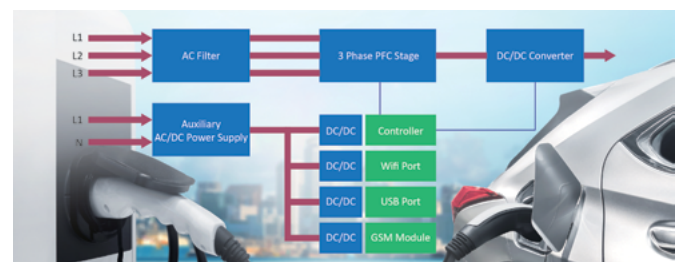 L1
L2
L3
AC Filter
3 Phase PFC Stage
DC/DC Converter
L1
N
Auxiliary
AC/DC Power Supply
DC/DC
Controller
DC/DC
Wifi Port
DC/DC
USB Port
DC/DC
GSM Module